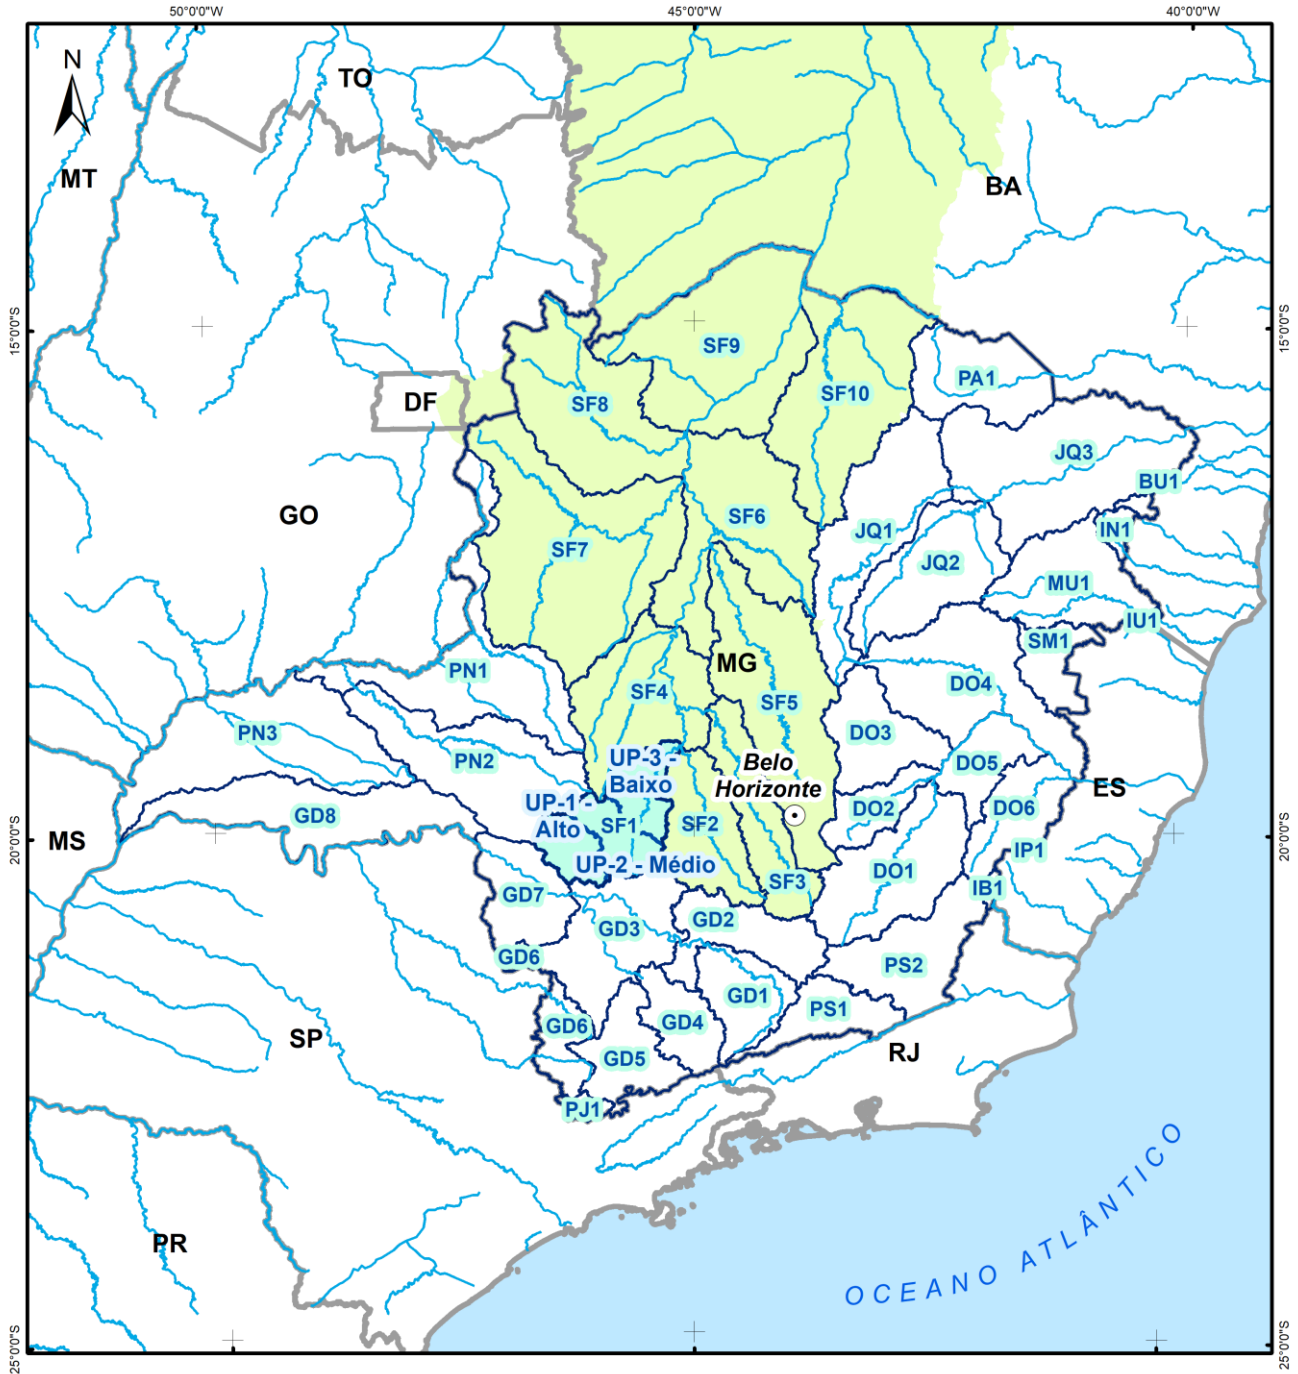 50°0'0"W
45°0'0"W
40°0'0"W
N
TO
MT
BA
15°0'0"S
15°0'0"S
SF9
PA1
DF
SF8
SF10
JQ3
BU1
GO
SF6
JQ1
IN1
SF7
JQ2
MU1
IU1
SM1
PN1
MG
SF4
DO4
SF5
PN3
DO3
PN2
UP-3 -
Baixo
Belo
Horizonte
DO5
ES
UP-1 -
Alto
DO2
DO6
GD8
SF1
SF2
MS
20°0'0"S
20°0'0"S
IP1
UP-2 - Médio
DO1
SF3
IB1
GD7
GD3
GD2
GD6
PS2
GD1
PS1
GD6
GD4
SP
GD5
RJ
PJ1
PR
OCEANO ATLÂNTICO
25°0'0"S
25°0'0"S